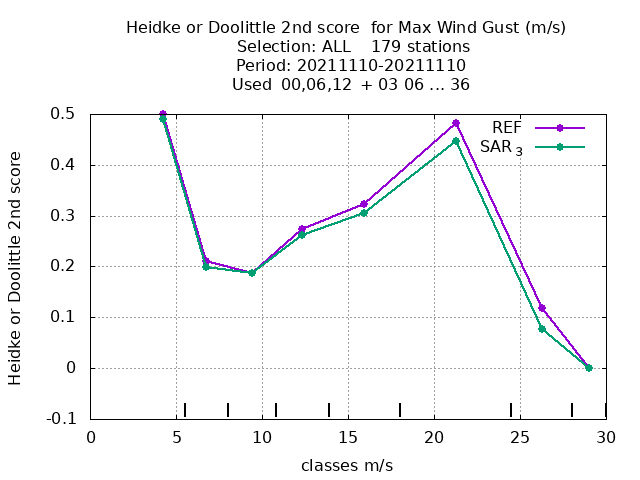 Heidke or Doolittle 2nd score  for Max Wind Gust (m/s)
Selection: ALL    179 stations
Period: 20211110-20211110
Used  00,06,12  + 03 06 ... 36
REF
SAR 3
Heidke or Doolittle 2nd score
0.5
0.4
0.3
0.2
0.1
0
-0.1
0 5 10 15 20 25 30
classes m/s